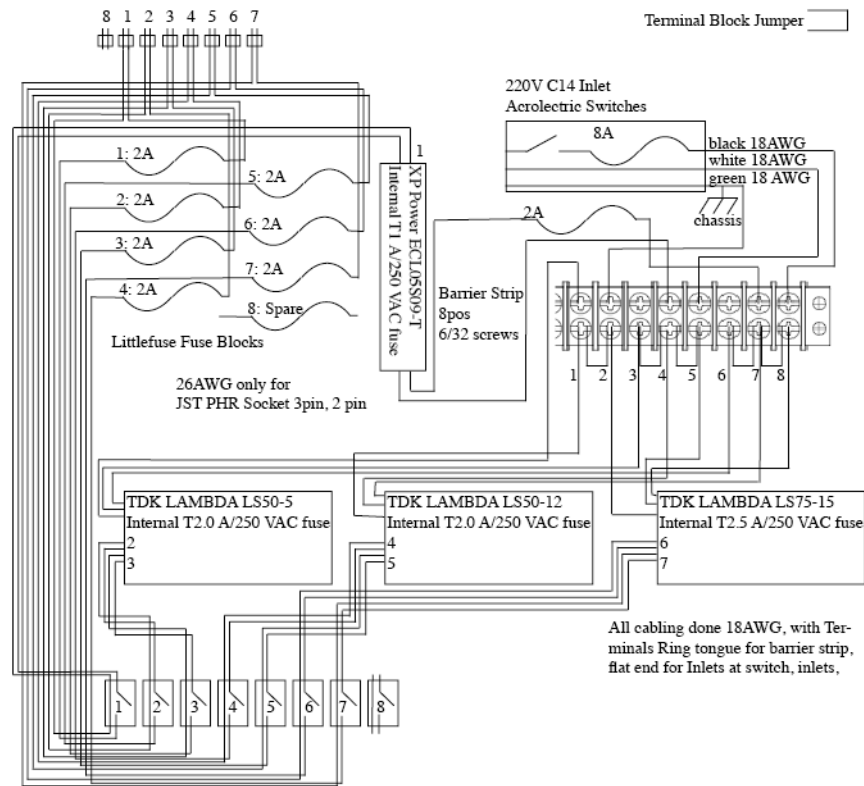 8 1 2 3 4 5 6 7
Terminal Block Jumper
220V C14 Inlet
Acrolectric Switches
8A
black 18AWG
white 18AWG
green 18 AWG
chassis
1: 2A
5: 2A
2: 2A
6: 2A
3: 2A
7: 2A
4: 2A
8: Spare
Littlefuse Fuse Blocks
1
XP Power ECL05S09-T
Internal T1 A/250 VAC fuse
2A
Barrier Strip
8pos
6/32 screws
1 2 3 4 5 6 7 8
26AWG only for
JST PHR Socket 3pin, 2 pin
TDK LAMBDA LS50-5
Internal T2.0 A/250 VAC fuse
2
3
TDK LAMBDA LS50-12
Internal T2.0 A/250 VAC fuse
4
5
TDK LAMBDA LS75-15
Internal T2.5 A/250 VAC fuse
6
7
All cabling done 18AWG, with Ter-
minals Ring tongue for barrier strip,
flat end for Inlets at switch, inlets,
1 2 3 4 5 6 7 8